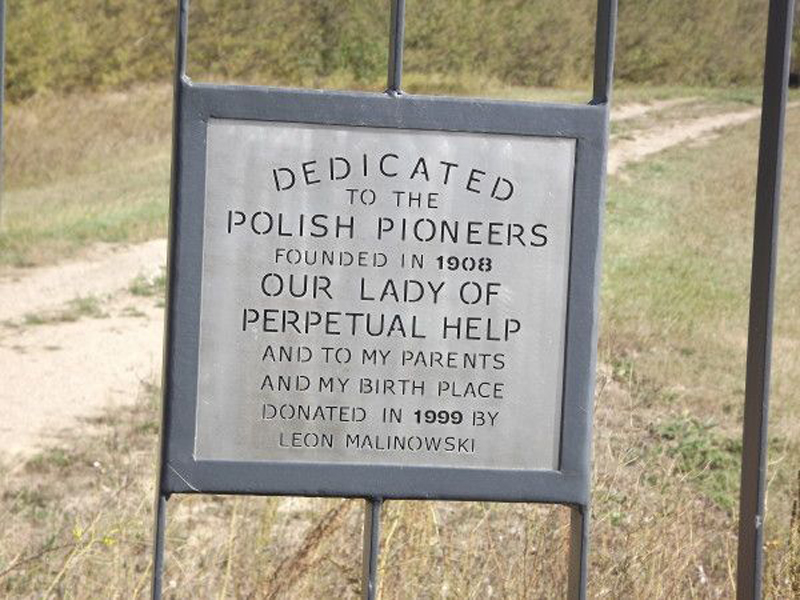 DEDICATED
TO THE
POLISH PIONEERS
FOUNDED IN 1908
OUR LADY OF
PERPETUAL HELP
AND TO MY PARENTS
AND MY BIRTH PLACE
DONATED IN 1999 BY
LEON MALINOWSKI